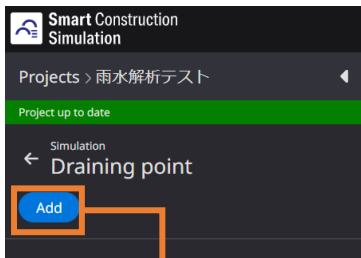 Smart Construction
Simulation
Projects > 雨水解析テスト
Project up to date
Simulation
Draining point
Add